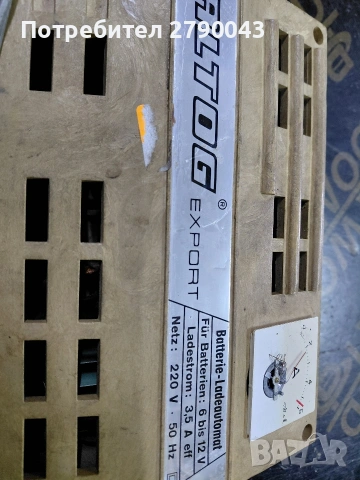 Потребител 2790043
ALTOG®
EXPORT
Batterie-Ladeautomat
Für Batterien: 6 bis 12 V
Ladestrom: 3,5 A eff
Netz: 220 V · 50 Hz
A
bazar